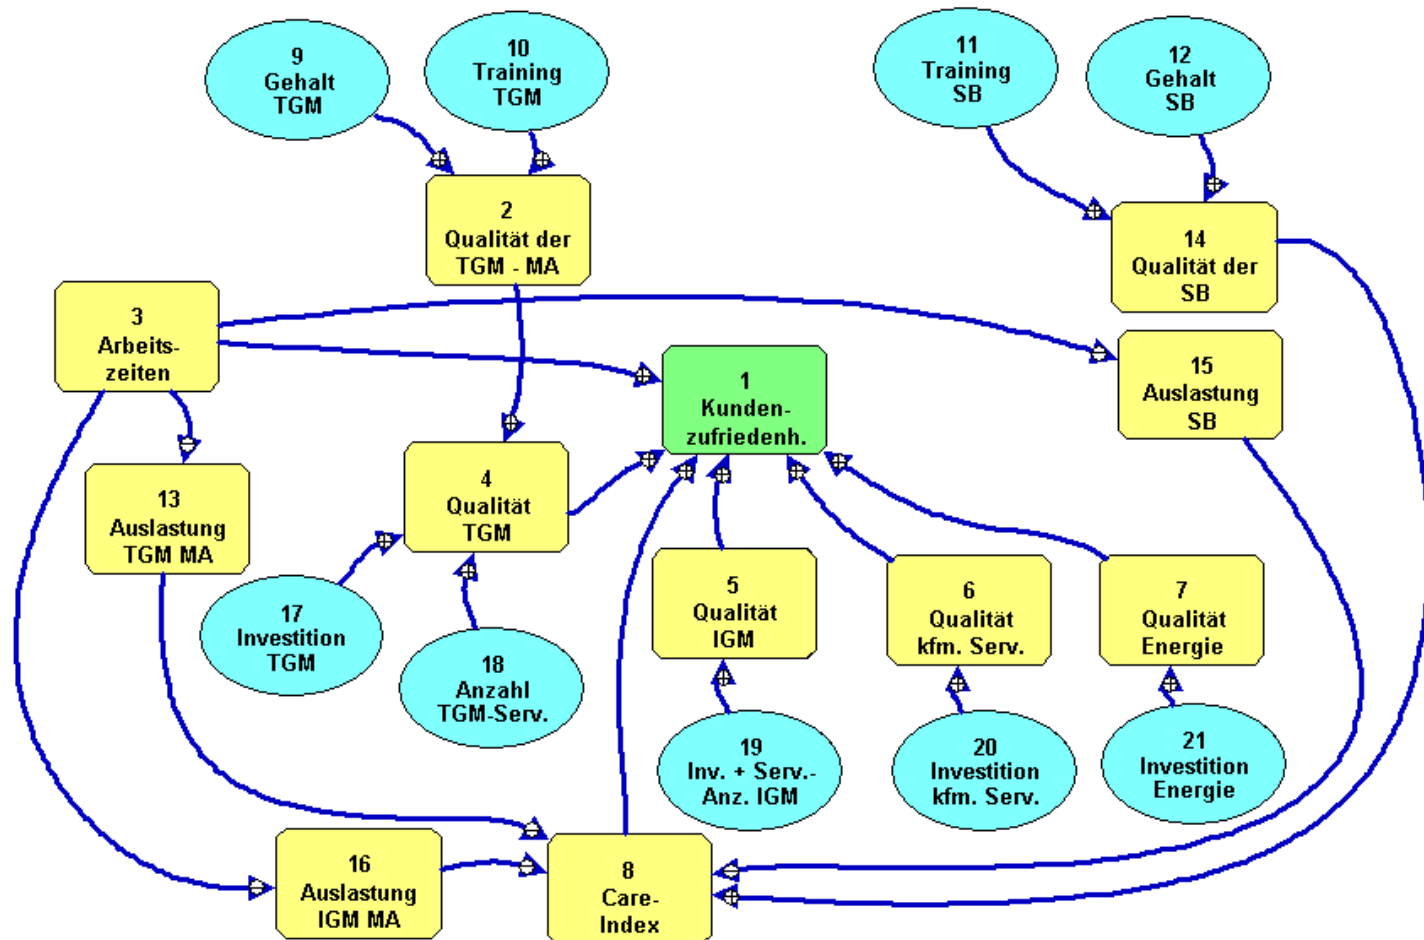 9
Gehalt
TGM
10
Training
TGM
11
Training
SB
12
Gehalt
SB
2
Qualität der
TGM - MA
14
Qualität der
SB
3
Arbeits-
zeiten
1
Kunden-
zufriedenh.
15
Auslastung
SB
13
Auslastung
TGM MA
4
Qualität
TGM
5
Qualität
IGM
6
Qualität
kfm. Serv.
7
Qualität
Energie
17
Investition
TGM
18
Anzahl
TGM-Serv.
19
Inv. + Serv.-
Anz. IGM
20
Investition
kfm. Serv.
21
Investition
Energie
16
Auslastung
IGM MA
8
Care-
Index